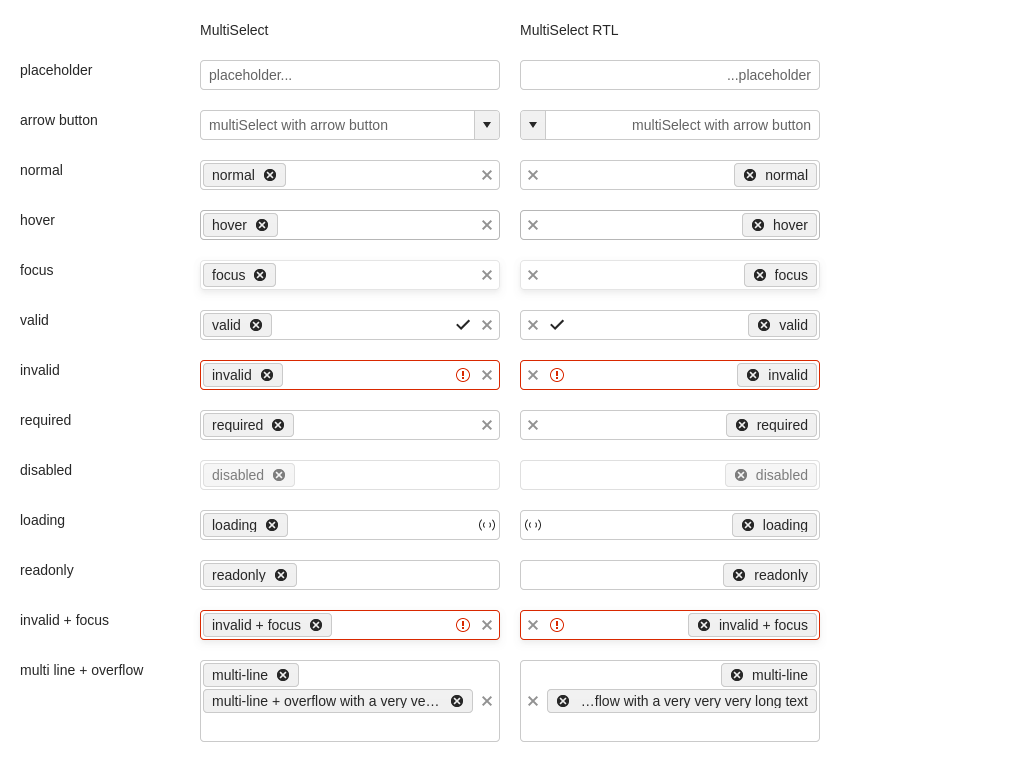 MultiSelect MultiSelect RTL
placeholder placeholder... ...placeholder
arrow button multiSelect with arrow button multiSelect with arrow button
normal normal normal
hover hover hover
focus focus focus
valid valid valid
invalid invalid invalid
required required required
disabled disabled disabled
loading loading loading
readonly readonly readonly
invalid + focus invalid + focus invalid + focus
multi line + overflow multi-line multi-line
multi-line + overflow with a very ve… …flow with a very very very long text